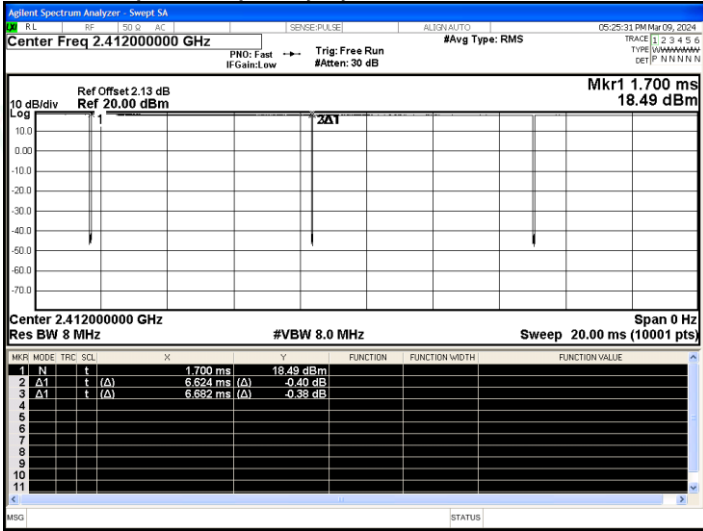 Agilent Spectrum Analyzer - Swept SA
RL RF 50 Ω AC SENSE:PULSE ALIGN AUTO 05:25:31 PM Mar 09, 2024
Center Freq 2.412000000 GHz #Avg Type: RMS TRACE 1 2 3 4 5 6
PNO: Fast Trig: Free Run TYPE
IFGain:Low #Atten: 30 dB DET P N N N N N
Mkr1 1.700 ms
Ref Offset 2.13 dB
10 dB/div Ref 20.00 dBm 18.49 dBm
Log
1 2Δ1
10.0
0.00
-10.0
-20.0
-30.0
-40.0
-50.0
-60.0
-70.0
Center 2.412000000 GHz Span 0 Hz
Res BW 8 MHz #VBW 8.0 MHz Sweep 20.00 ms (10001 pts)
MKR MODE TRC SCL X Y FUNCTION FUNCTION WIDTH FUNCTION VALUE
1 N t 1.700 ms 18.49 dBm
2 Δ1 t (Δ) 6.624 ms (Δ) -0.40 dB
3 Δ1 t (Δ) 6.682 ms (Δ) -0.38 dB
4
5
6
7
8
9
10
11
MSG STATUS